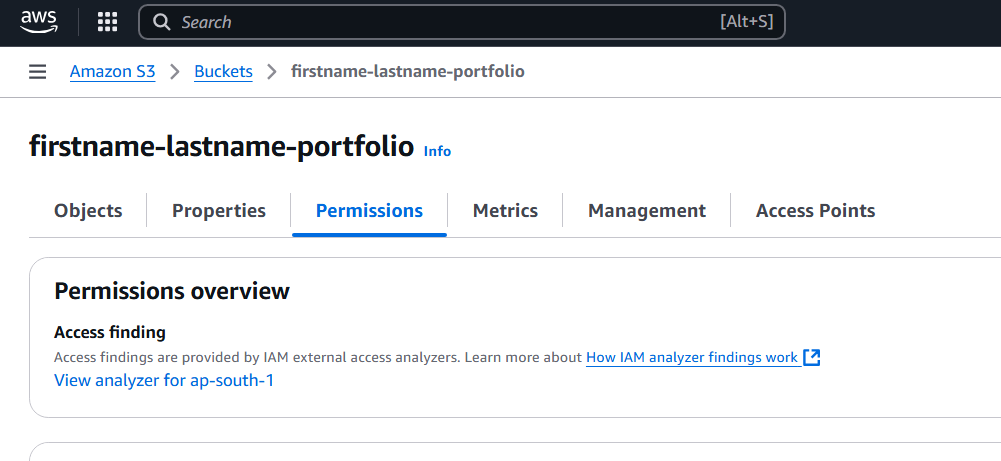 aws
Search [Alt+S]
Amazon S3 > Buckets > firstname-lastname-portfolio
firstname-lastname-portfolio Info
Objects Properties Permissions Metrics Management Access Points
Permissions overview
Access finding
Access findings are provided by IAM external access analyzers. Learn more about How IAM analyzer findings work
View analyzer for ap-south-1